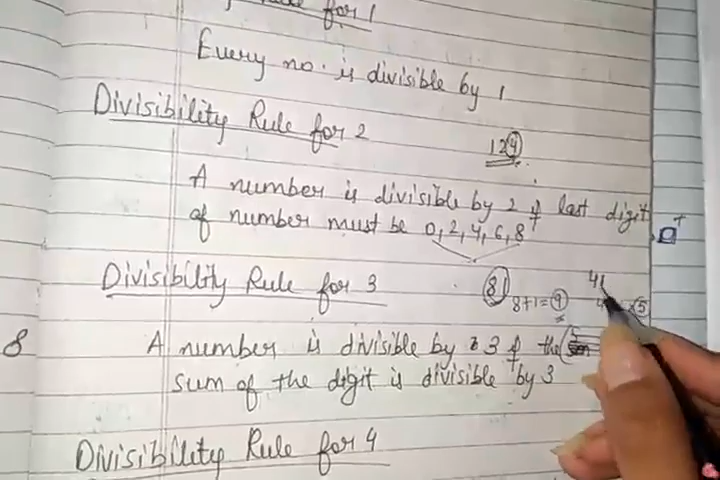 for 1
Every no. is divisible by 1
Divisibility Rule for 2
124
A number is divisible by 2 if last digit
of number must be 0, 2, 4, 6, 8
Divisibility Rule for 3
81
8+1=9
41
5
8
A number is divisible by 3 if the
sum of the digit is divisible by 3
Divisibility Rule for 4